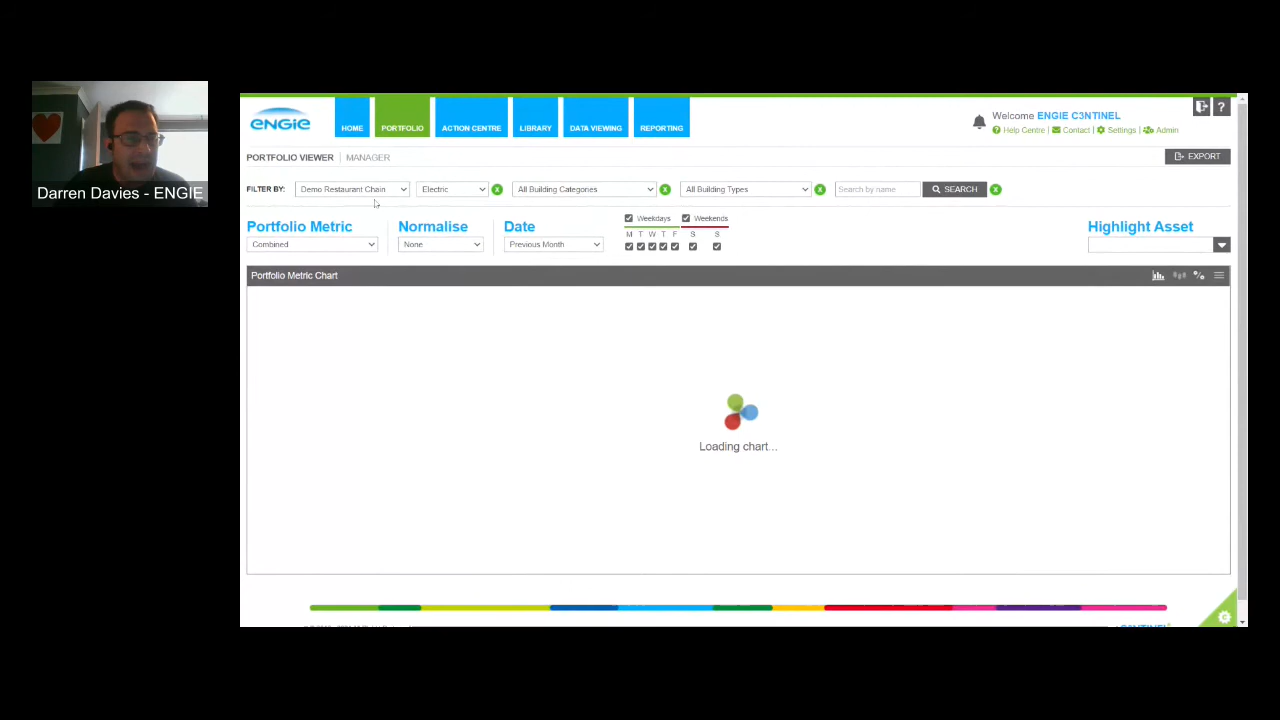 Darren Davies - ENGIE
ENGIE
HOME
PORTFOLIO
ACTION CENTRE
LIBRARY
DATA VIEWING
REPORTING
Welcome ENGIE C3NTINEL
?
Help Centre | Contact | Settings | Admin
PORTFOLIO VIEWER | MANAGER
EXPORT
FILTER BY: Demo Restaurant Chain Electric x All Building Categories x All Building Types x Search by name SEARCH x
Portfolio Metric
Combined
Normalise
None
Date
Previous Month
Weekdays Weekends
M T W T F S S
Highlight Asset
Portfolio Metric Chart
Loading chart...